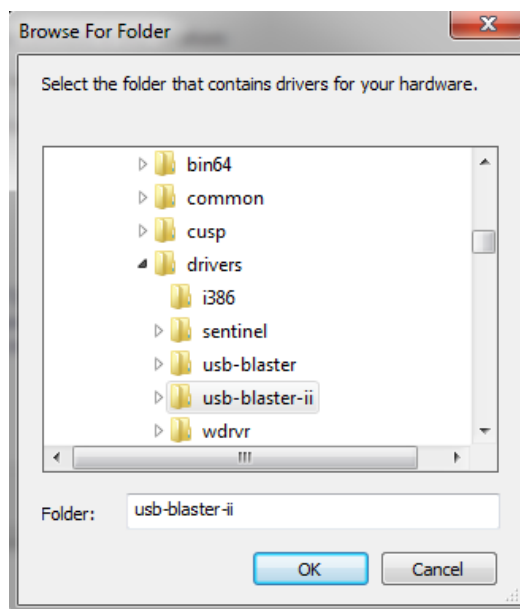 Browse For Folder
Select the folder that contains drivers for your hardware.
bin64
common
cusp
drivers
i386
sentinel
usb-blaster
usb-blaster-ii
wdrvr
Folder: usb-blaster-ii
OK Cancel